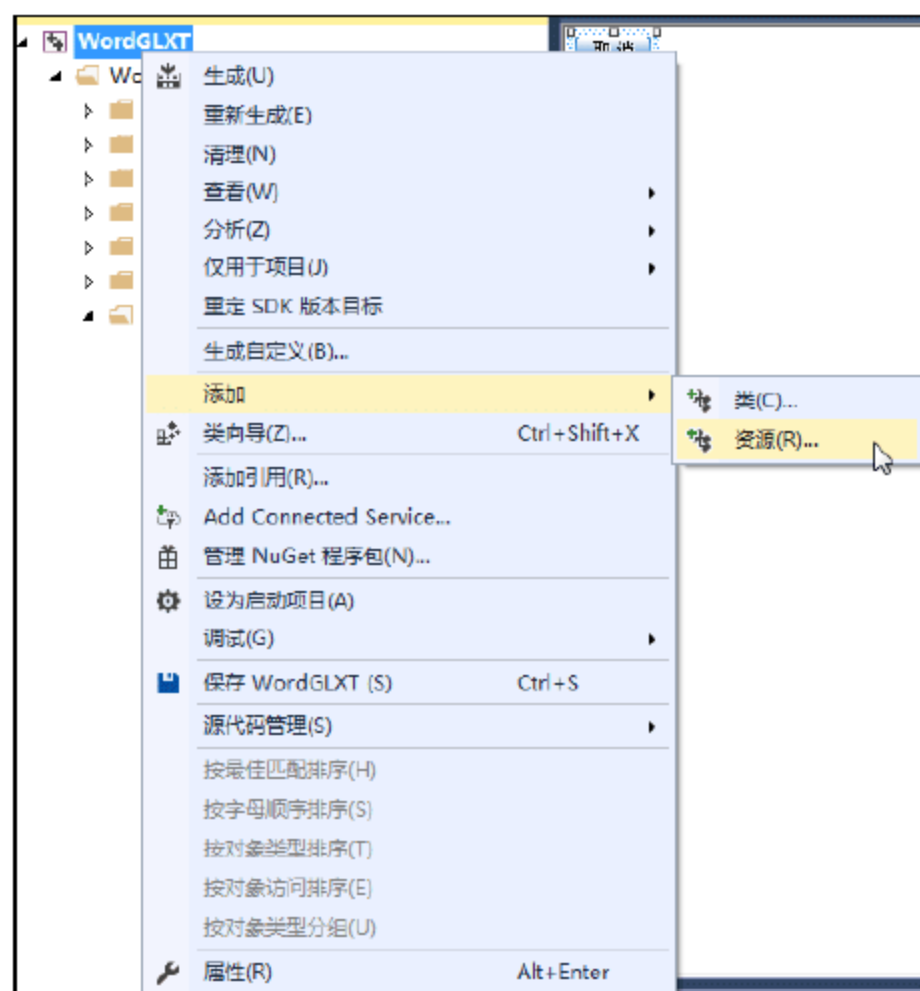 WordGLXT
取消
Wo
生成(U)
重新生成(E)
清理(N)
查看(W)
分析(Z)
仅用于项目(J)
重定 SDK 版本目标
生成自定义(B)...
添加
类(C)...
类向导(Z)... Ctrl+Shift+X
资源(R)...
添加引用(R)...
Add Connected Service...
管理 NuGet 程序包(N)...
设为启动项目(A)
调试(G)
保存 WordGLXT (S) Ctrl+S
源代码管理(S)
按最佳匹配排序(H)
按字母顺序排序(S)
按对象类型排序(T)
按对象访问排序(E)
按对象类型分组(U)
属性(R) Alt+Enter